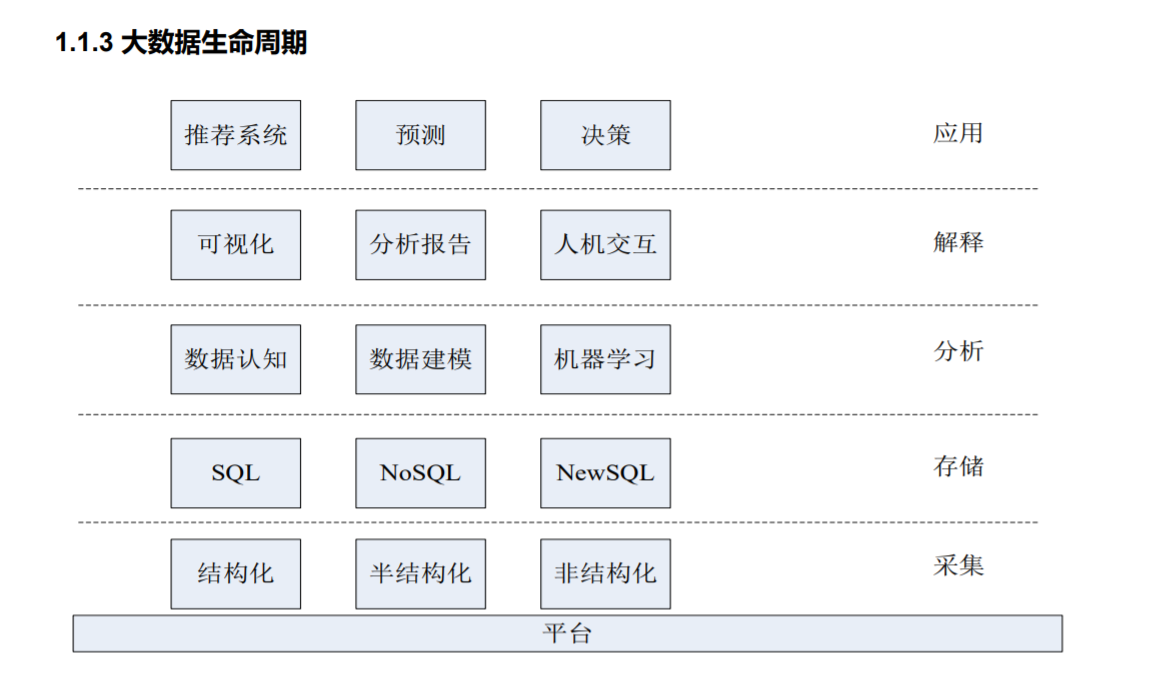 1.1.3 大数据生命周期
推荐系统 预测 决策 应用
可视化 分析报告 人机交互 解释
数据认知 数据建模 机器学习 分析
SQL NoSQL NewSQL 存储
结构化 半结构化 非结构化 采集
平台